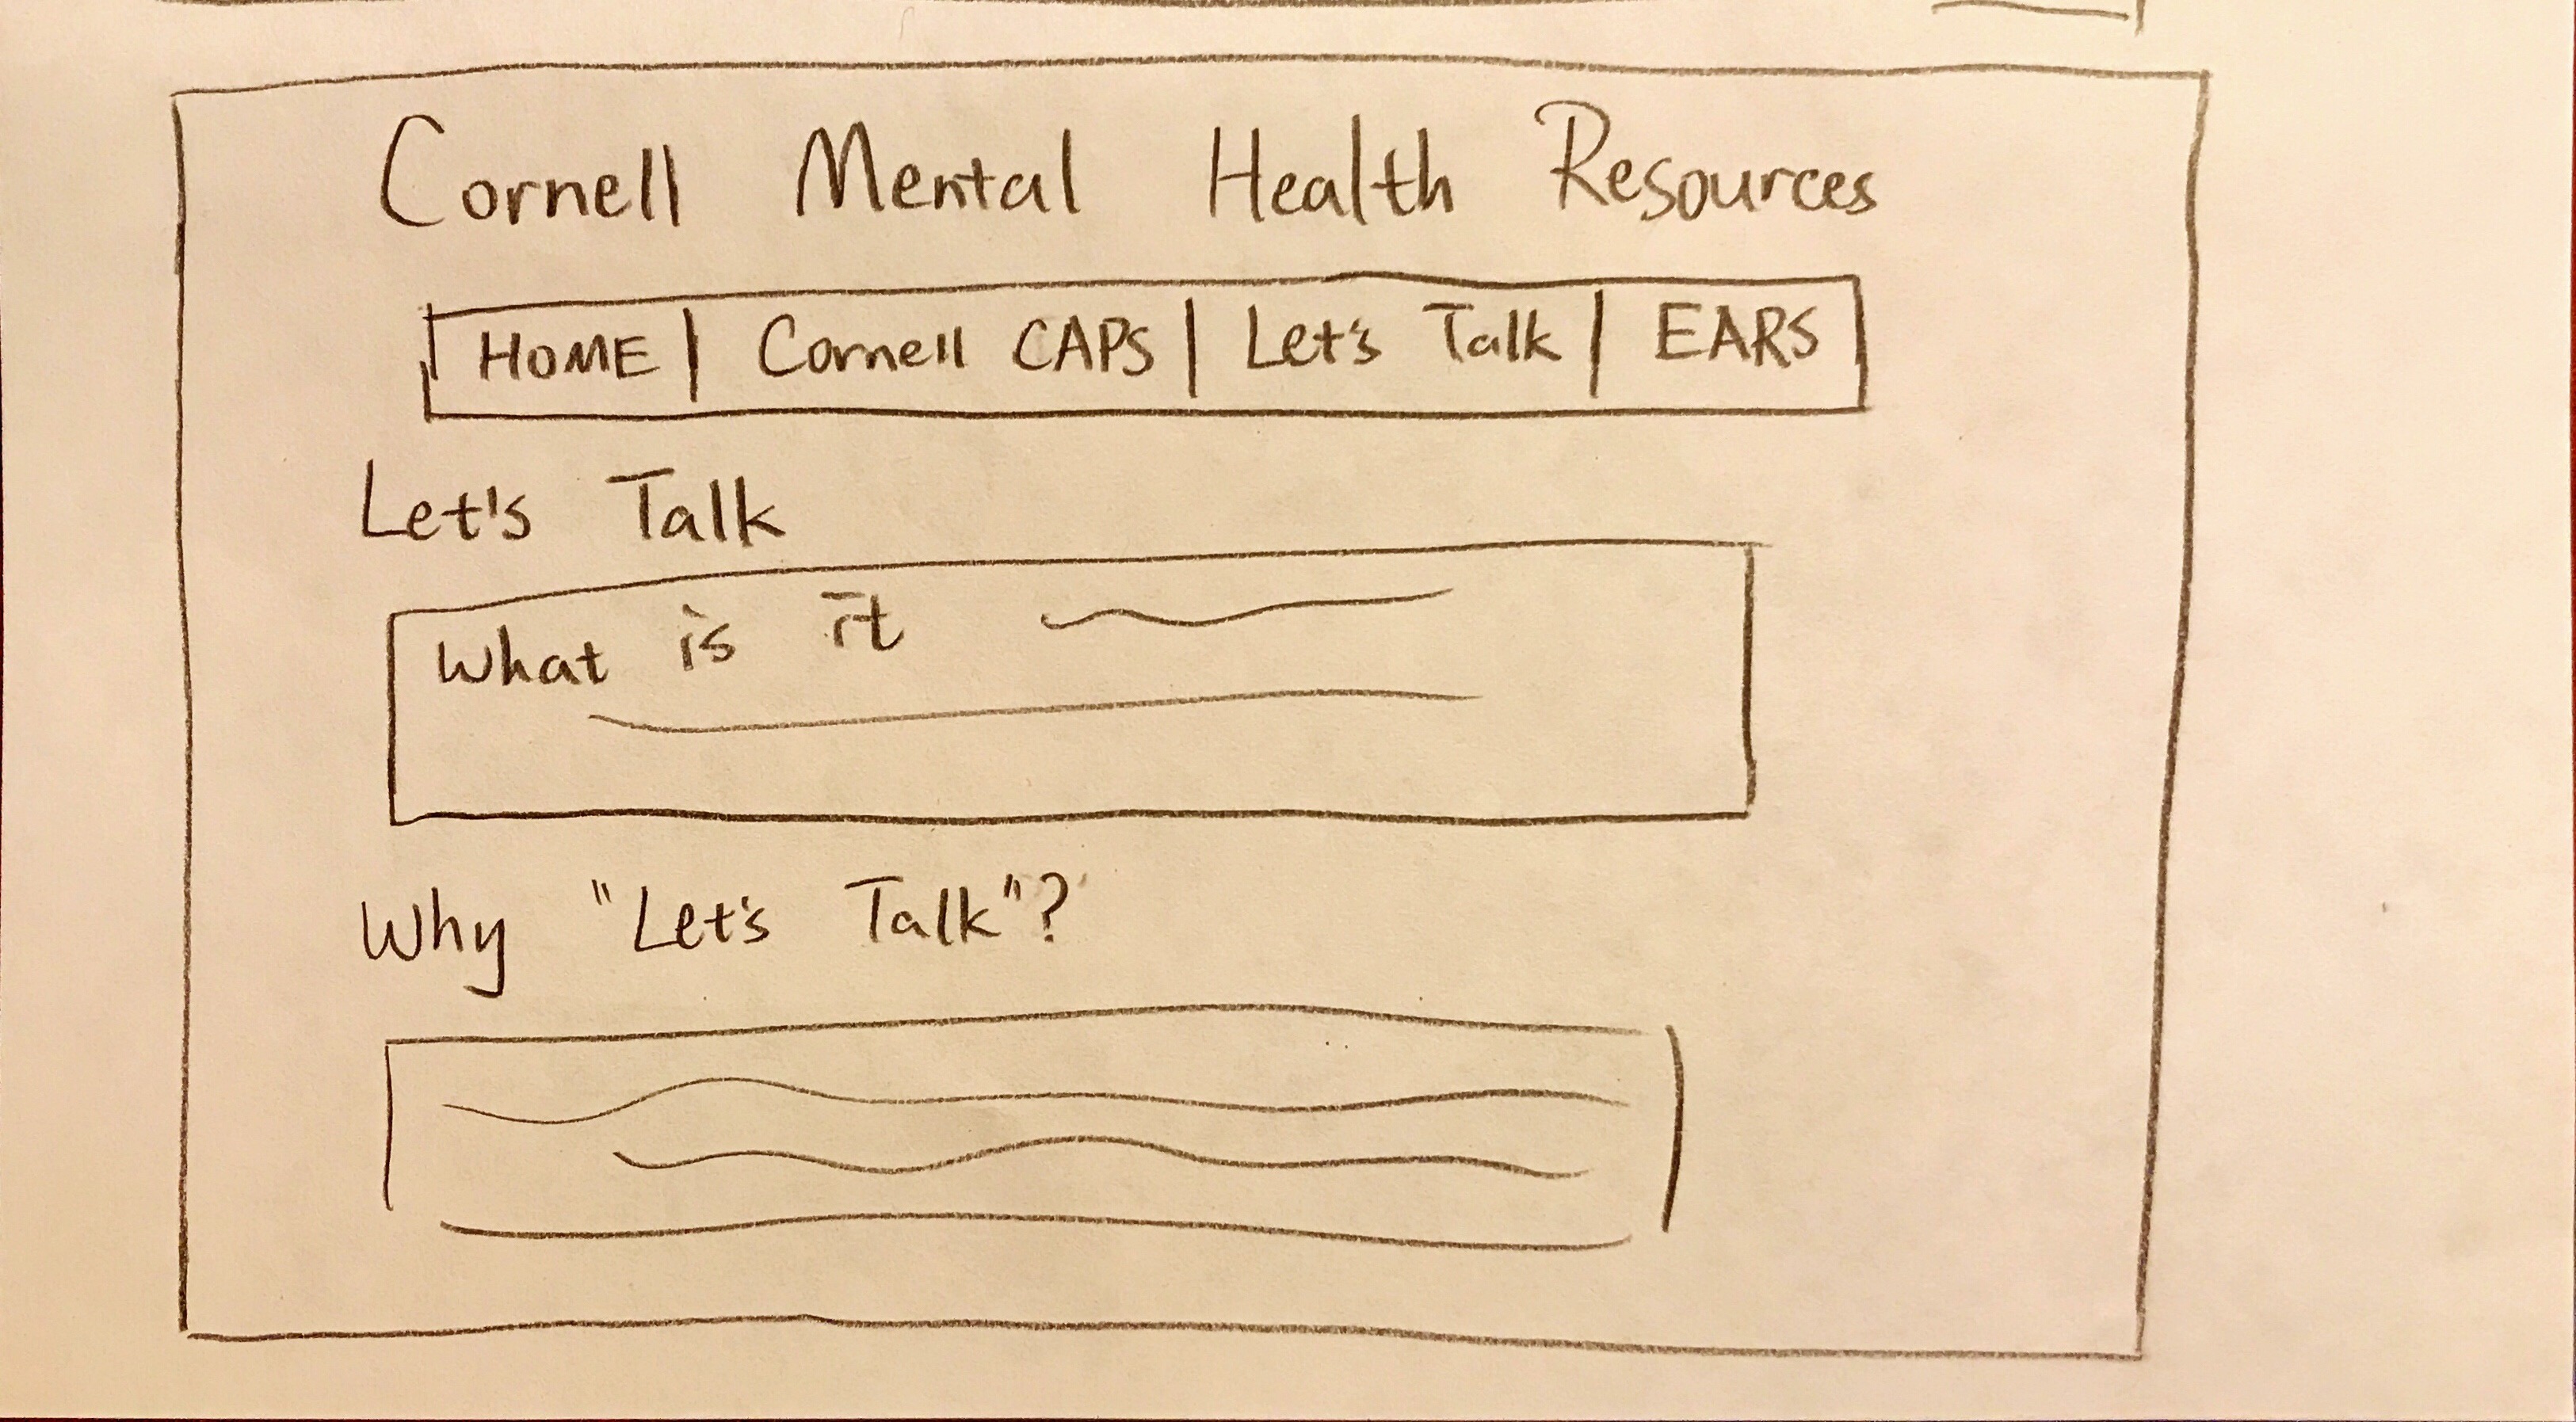 Cornell Mental Health Resources
HOME | Cornell CAPS | Let's Talk | EARS
Let's Talk
What is it
Why "Let's Talk"?